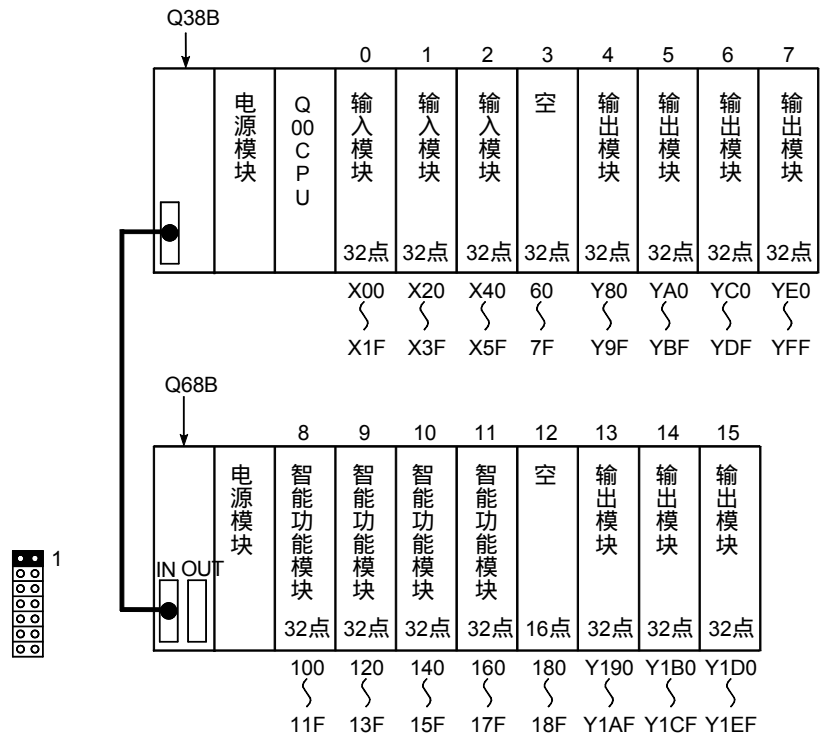 Q38B
0 1 2 3 4 5 6 7
电源模块
Q00CPU
输入模块
输入模块
输入模块
空
输出模块
输出模块
输出模块
输出模块
32点 32点 32点 32点 32点 32点 32点 32点
X00 X20 X40 60 Y80 YA0 YC0 YE0
X1F X3F X5F 7F Y9F YBF YDF YFF
Q68B
8 9 10 11 12 13 14 15
电源模块
智能功能模块
智能功能模块
智能功能模块
智能功能模块
空
输出模块
输出模块
输出模块
1
IN OUT
32点 32点 32点 32点 16点 32点 32点 32点
100 120 140 160 180 Y190 Y1B0 Y1D0
11F 13F 15F 17F 18F Y1AF Y1CF Y1EF